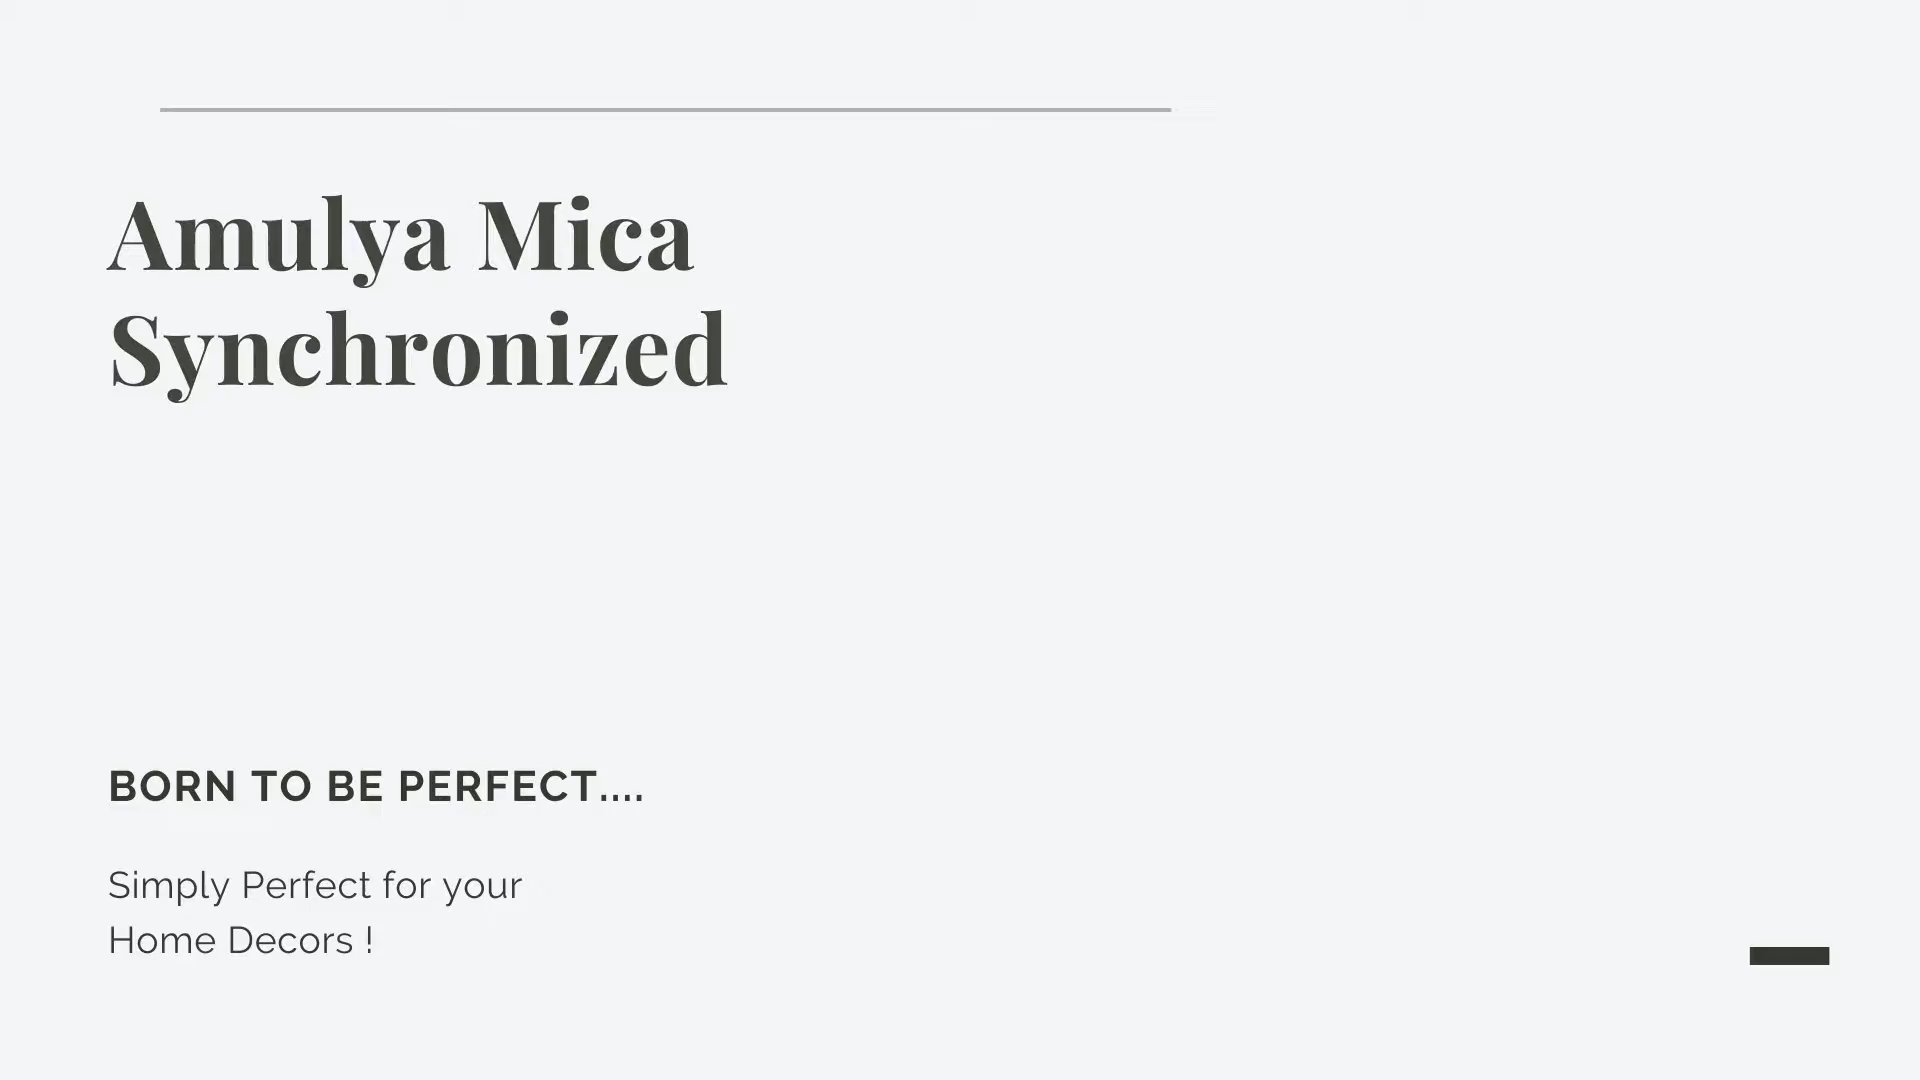 Amulya Mica
Synchronized
BORN TO BE PERFECT....
Simply Perfect for your
Home Decors !